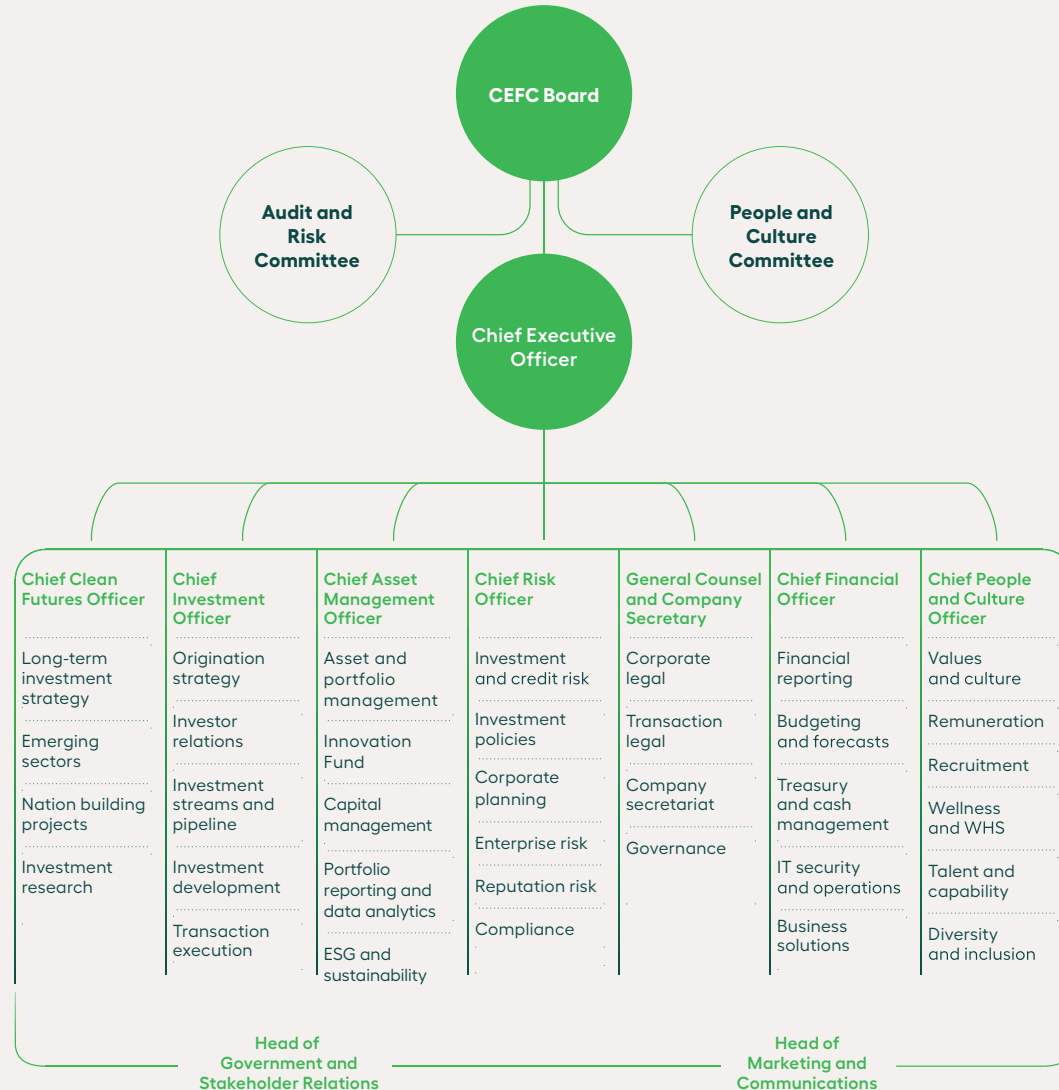 CEFC Board
Audit and
Risk
Committee
People and
Culture
Committee
Chief Executive
Officer
Chief Clean
Futures Officer
Long-term
investment
strategy
Emerging
sectors
Nation building
projects
Investment
research
Chief
Investment
Officer
Origination
strategy
Investor
relations
Investment
streams and
pipeline
Investment
development
Transaction
execution
Chief Asset
Management
Officer
Asset and
portfolio
management
Innovation
Fund
Capital
management
Portfolio
reporting and
data analytics
ESG and
sustainability
Chief Risk
Officer
Investment
and credit risk
Investment
policies
Corporate
planning
Enterprise risk
Reputation risk
Compliance
General Counsel
and Company
Secretary
Corporate
legal
Transaction
legal
Company
secretariat
Governance
Chief Financial
Officer
Financial
reporting
Budgeting
and forecasts
Treasury
and cash
management
IT security
and operations
Business
solutions
Chief People
and Culture
Officer
Values
and culture
Remuneration
Recruitment
Wellness
and WHS
Talent and
capability
Diversity
and inclusion
Head of
Government and
Stakeholder Relations
Head of
Marketing and
Communications